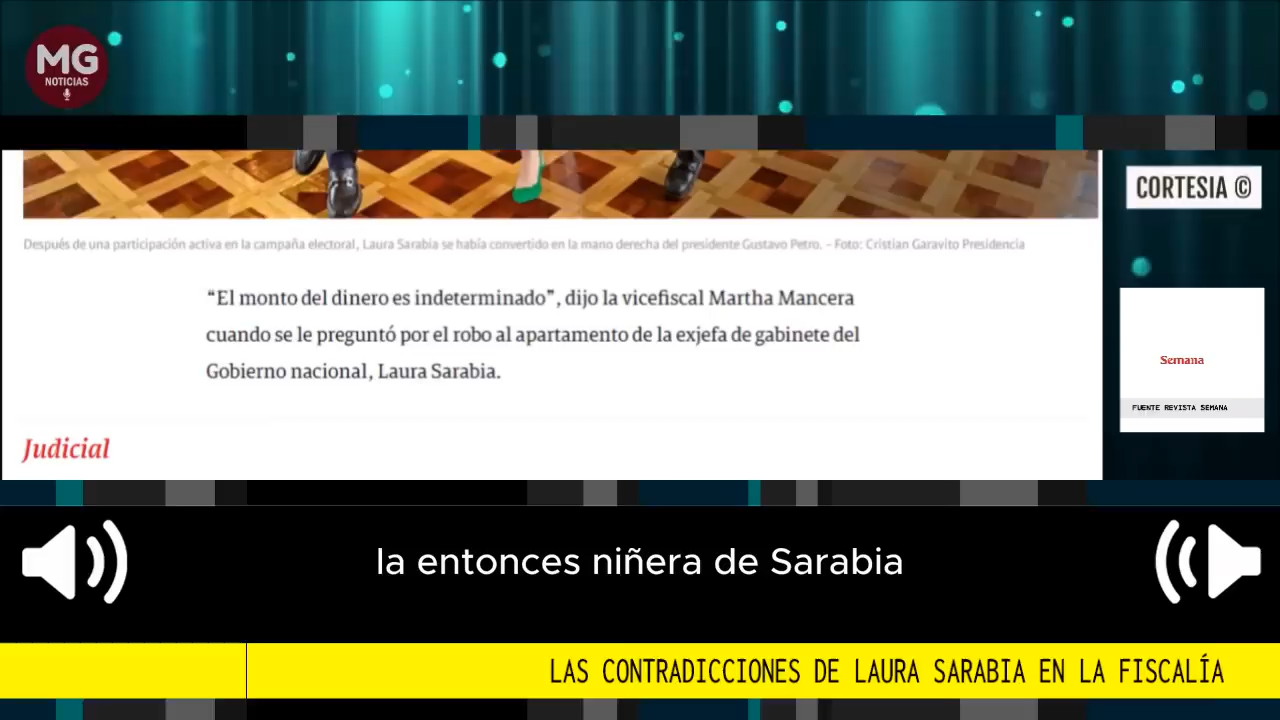 MG
NOTICIAS
CORTESIA ©
Después de una participación activa en la campaña electoral, Laura Sarabia se había convertido en la mano derecha del presidente Gustavo Petro. - Foto: Cristian Garavito Presidencia
“El monto del dinero es indeterminado”, dijo la vicefiscal Martha Mancera
cuando se le preguntó por el robo al apartamento de la exjefa de gabinete del
Gobierno nacional, Laura Sarabia.
Semana
FUENTE REVISTA SEMANA
Judicial
la entonces niñera de Sarabia
LAS CONTRADICCIONES DE LAURA SARABIA EN LA FISCALÍA